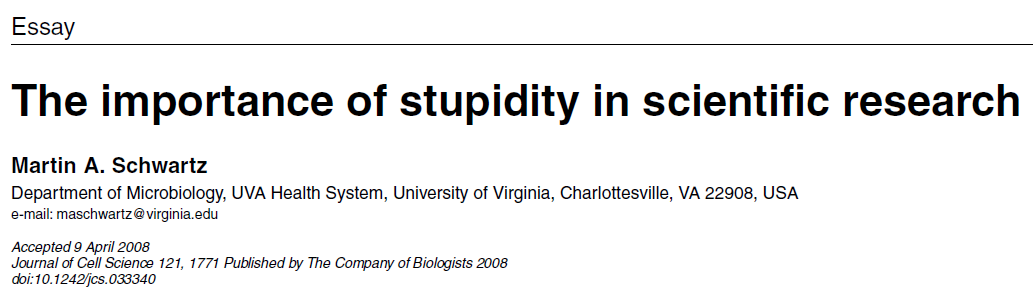 Essay
The importance of stupidity in scientific research
Martin A. Schwartz
Department of Microbiology, UVA Health System, University of Virginia, Charlottesville, VA 22908, USA
e-mail: maschwartz@virginia.edu
Accepted 9 April 2008
Journal of Cell Science 121, 1771 Published by The Company of Biologists 2008
doi:10.1242/jcs.033340